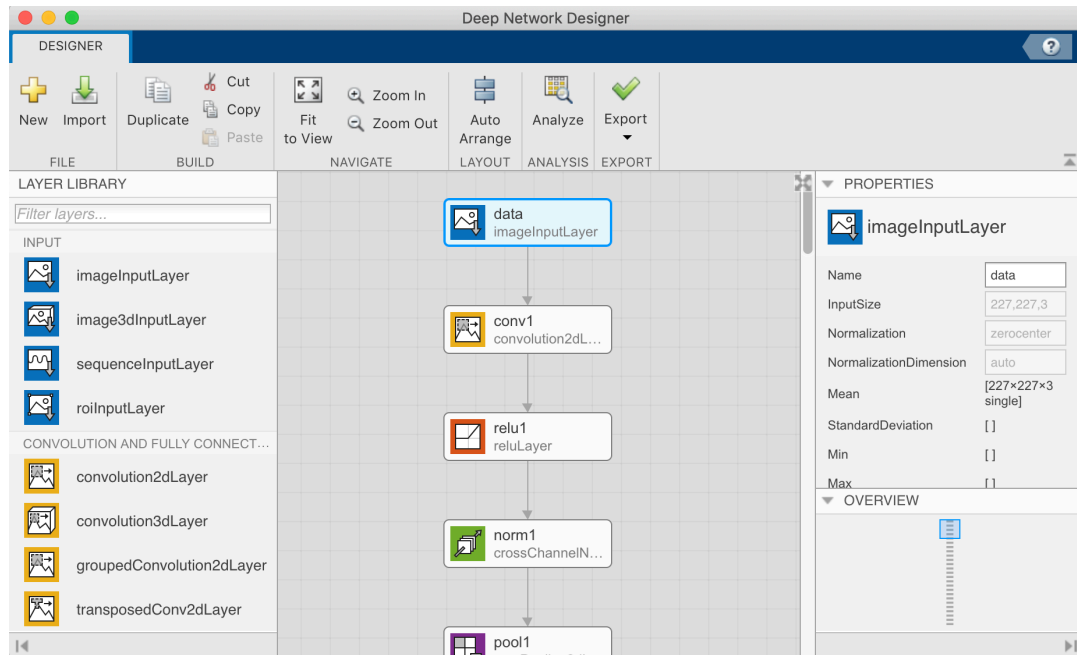 Deep Network Designer
DESIGNER
?
New
Import
Duplicate
Cut
Copy
Paste
Fit
to View
Zoom In
Zoom Out
Auto
Arrange
Analyze
Export
FILE
BUILD
NAVIGATE
LAYOUT
ANALYSIS
EXPORT
LAYER LIBRARY
Filter layers...
INPUT
imageInputLayer
image3dInputLayer
sequenceInputLayer
roiInputLayer
CONVOLUTION AND FULLY CONNECT...
convolution2dLayer
convolution3dLayer
groupedConvolution2dLayer
transposedConv2dLayer
data
imageInputLayer
conv1
convolution2dL...
relu1
reluLayer
norm1
crossChannelN...
pool1
PROPERTIES
imageInputLayer
Name data
InputSize 227,227,3
Normalization zerocenter
NormalizationDimension auto
Mean [227×227×3
single]
StandardDeviation []
Min []
Max []
OVERVIEW